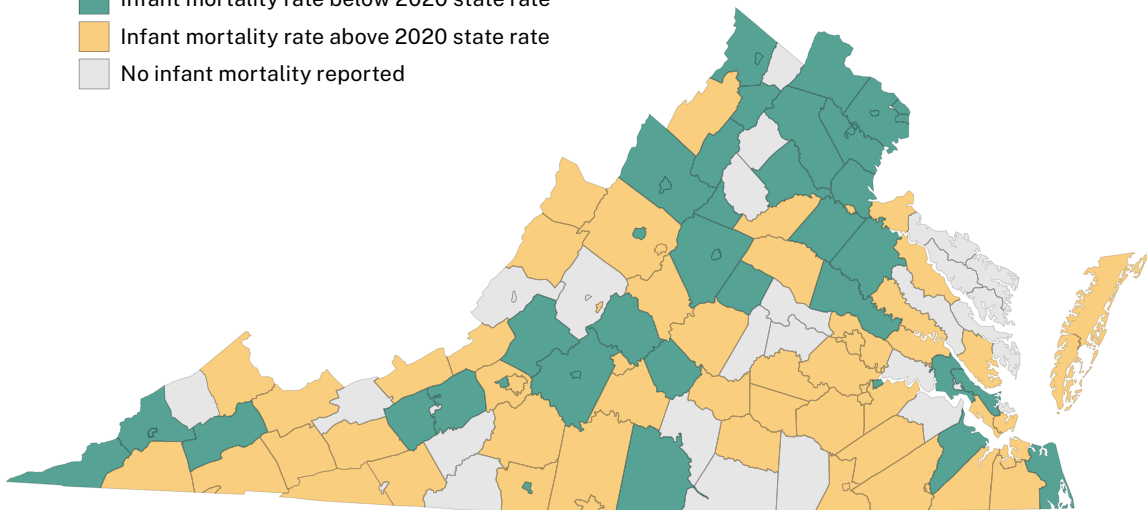 Infant mortality rate below 2020 state rate
Infant mortality rate above 2020 state rate
No infant mortality reported